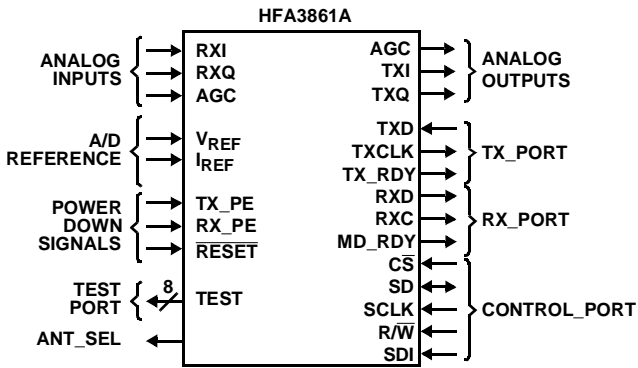 HFA3861A
ANALOG
INPUTS
RXI
RXQ
AGC
A/D
REFERENCE
VREF
IREF
POWER
DOWN
SIGNALS
TX_PE
RX_PE
RESET
TEST
PORT
8
TEST
ANT_SEL
AGC
TXI
TXQ
ANALOG
OUTPUTS
TXD
TXCLK
TX_RDY
TX_PORT
RXD
RXC
MD_RDY
RX_PORT
CS
SD
SCLK
R/W
SDI
CONTROL_PORT